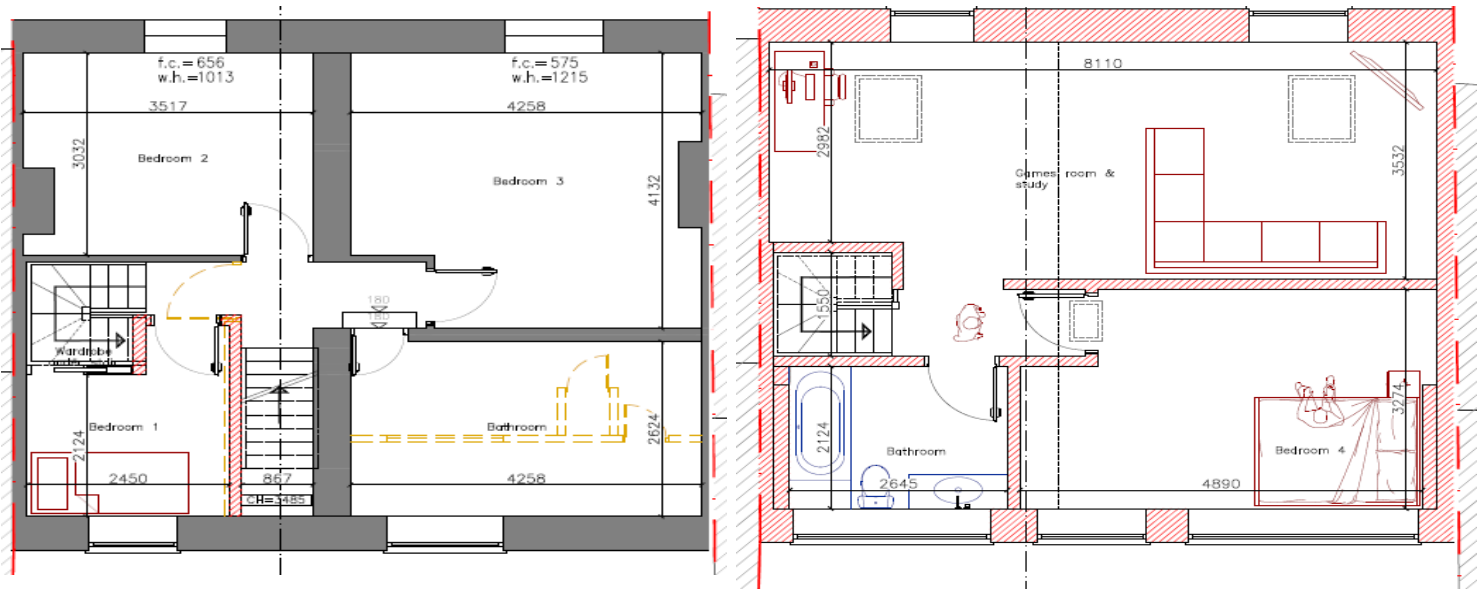 f.c.=656
w.h.=1013
f.c.=575
w.h.=1215
3517
4258
3032
Bedroom 2
Bedroom 3
4132
180
180
Wardrobe
Bedroom 1
2124
Bathroom
2624
2450
867
4258
CH=3485
8110
2982
3532
Games room &
study
1550
2124
Bathroom
3274
Bedroom 4
2645
4890